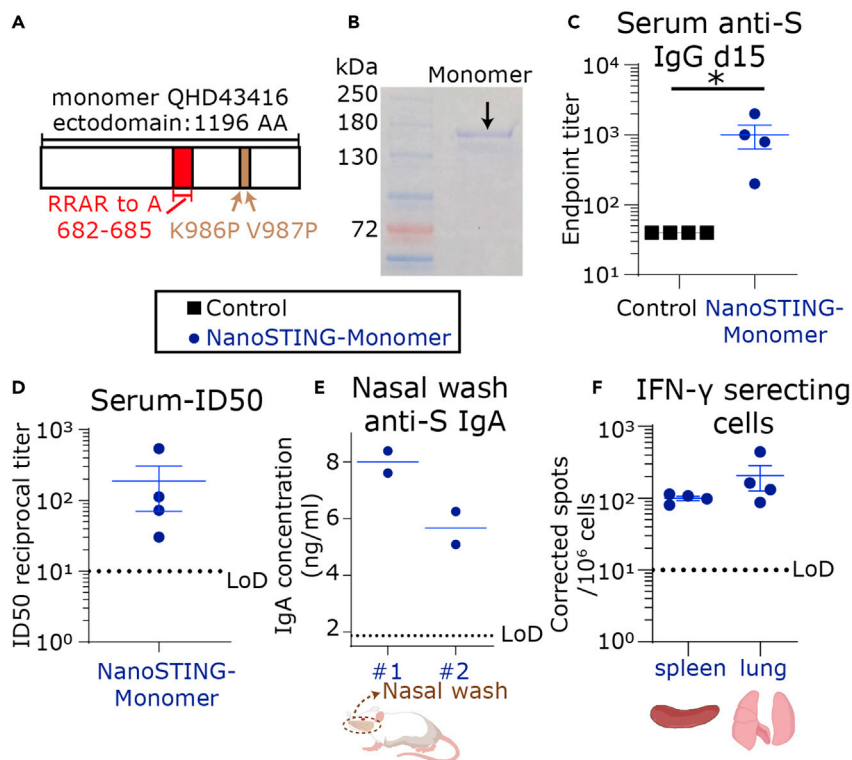 A
monomer QHD43416
ectodomain:1196 AA
RRAR to A
682-685
K986P V987P
B
kDa
Monomer
250
180
130
72
C
Serum anti-S
IgG d15
Endpoint titer
10⁴
10³
10²
10¹
*
Control NanoSTING-
Monomer
Control
NanoSTING-Monomer
D
Serum-ID50
ID50 reciprocal titer
10³
10²
10¹
10⁰
LoD
NanoSTING-
Monomer
E
Nasal wash
anti-S IgA
IgA concentration
(ng/ml)
8
6
4
2
LoD
#1 #2
Nasal wash
F
IFN-γ serecting
cells
Corrected spots
/10⁶ cells
10³
10²
10¹
10⁰
LoD
spleen lung